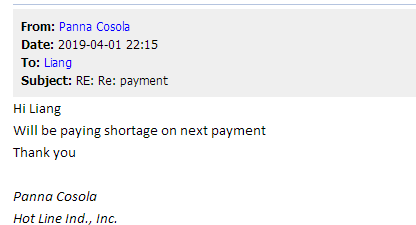 From: Panna Cosola
Date: 2019-04-01 22:15
To: Liang
Subject: RE: Re: payment
Hi Liang
Will be paying shortage on next payment
Thank you
Panna Cosola
Hot Line Ind., Inc.